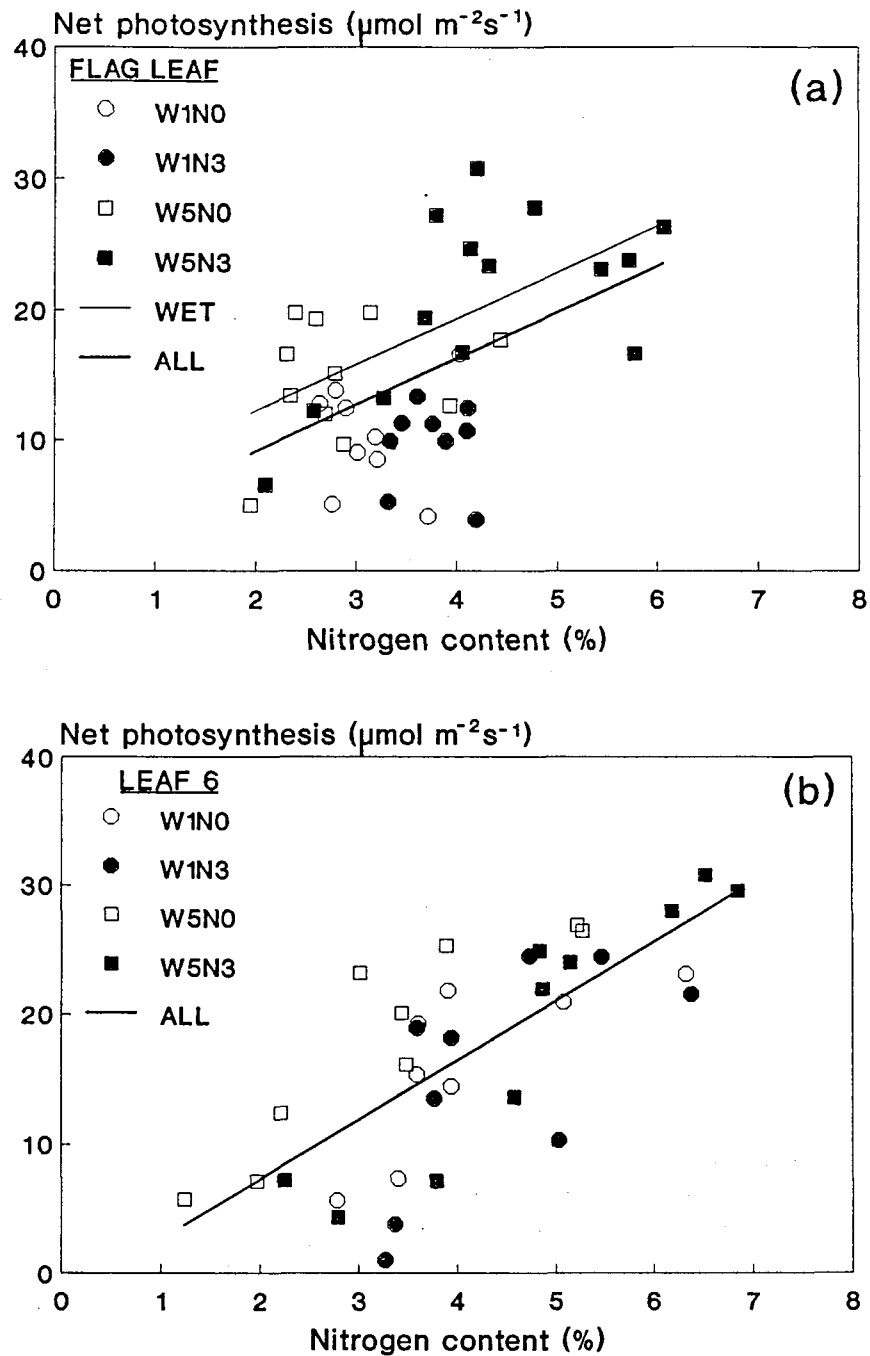 Net photosynthesis (μmol m⁻²s⁻¹)
40
FLAG LEAF
(a)
W1N0
W1N3
30
W5N0
W5N3
WET
20
ALL
10
0
0 1 2 3 4 5 6 7 8
Nitrogen content (%)
Net photosynthesis (μmol m⁻²s⁻¹)
40
LEAF 6
(b)
W1N0
W1N3
30
W5N0
W5N3
ALL
20
10
0
0 1 2 3 4 5 6 7 8
Nitrogen content (%)